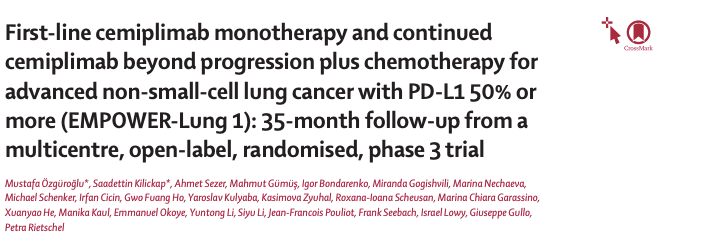 First-line cemiplimab monotherapy and continued
cemiplimab beyond progression plus chemotherapy for
advanced non-small-cell lung cancer with PD-L1 50% or
more (EMPOWER-Lung 1): 35-month follow-up from a
multicentre, open-label, randomised, phase 3 trial
CrossMark
Mustafa Özgüroğlu*, Saadettin Kilickap*, Ahmet Sezer, Mahmut Gümüş, Igor Bondarenko, Miranda Gogishvili, Marina Nechaeva,
Michael Schenker, Irfan Cicin, Gwo Fuang Ho, Yaroslav Kulyaba, Kasimova Zyuhal, Roxana-Ioana Scheusan, Marina Chiara Garassino,
Xuanyao He, Manika Kaul, Emmanuel Okoye, Yuntong Li, Siyu Li, Jean-Francois Pouliot, Frank Seebach, Israel Lowy, Giuseppe Gullo,
Petra Rietschel